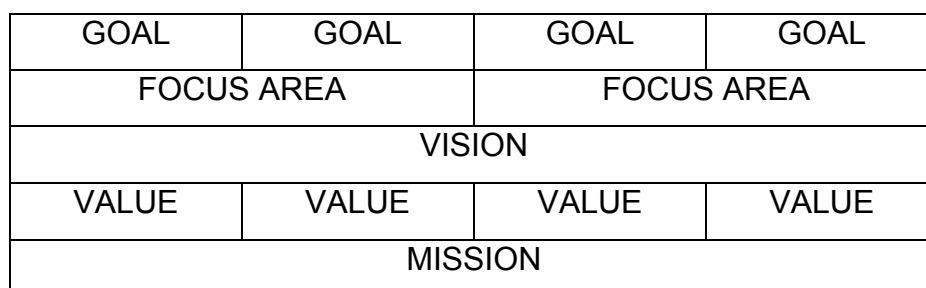 GOAL GOAL GOAL GOAL
FOCUS AREA FOCUS AREA
VISION
VALUE VALUE VALUE VALUE
MISSION